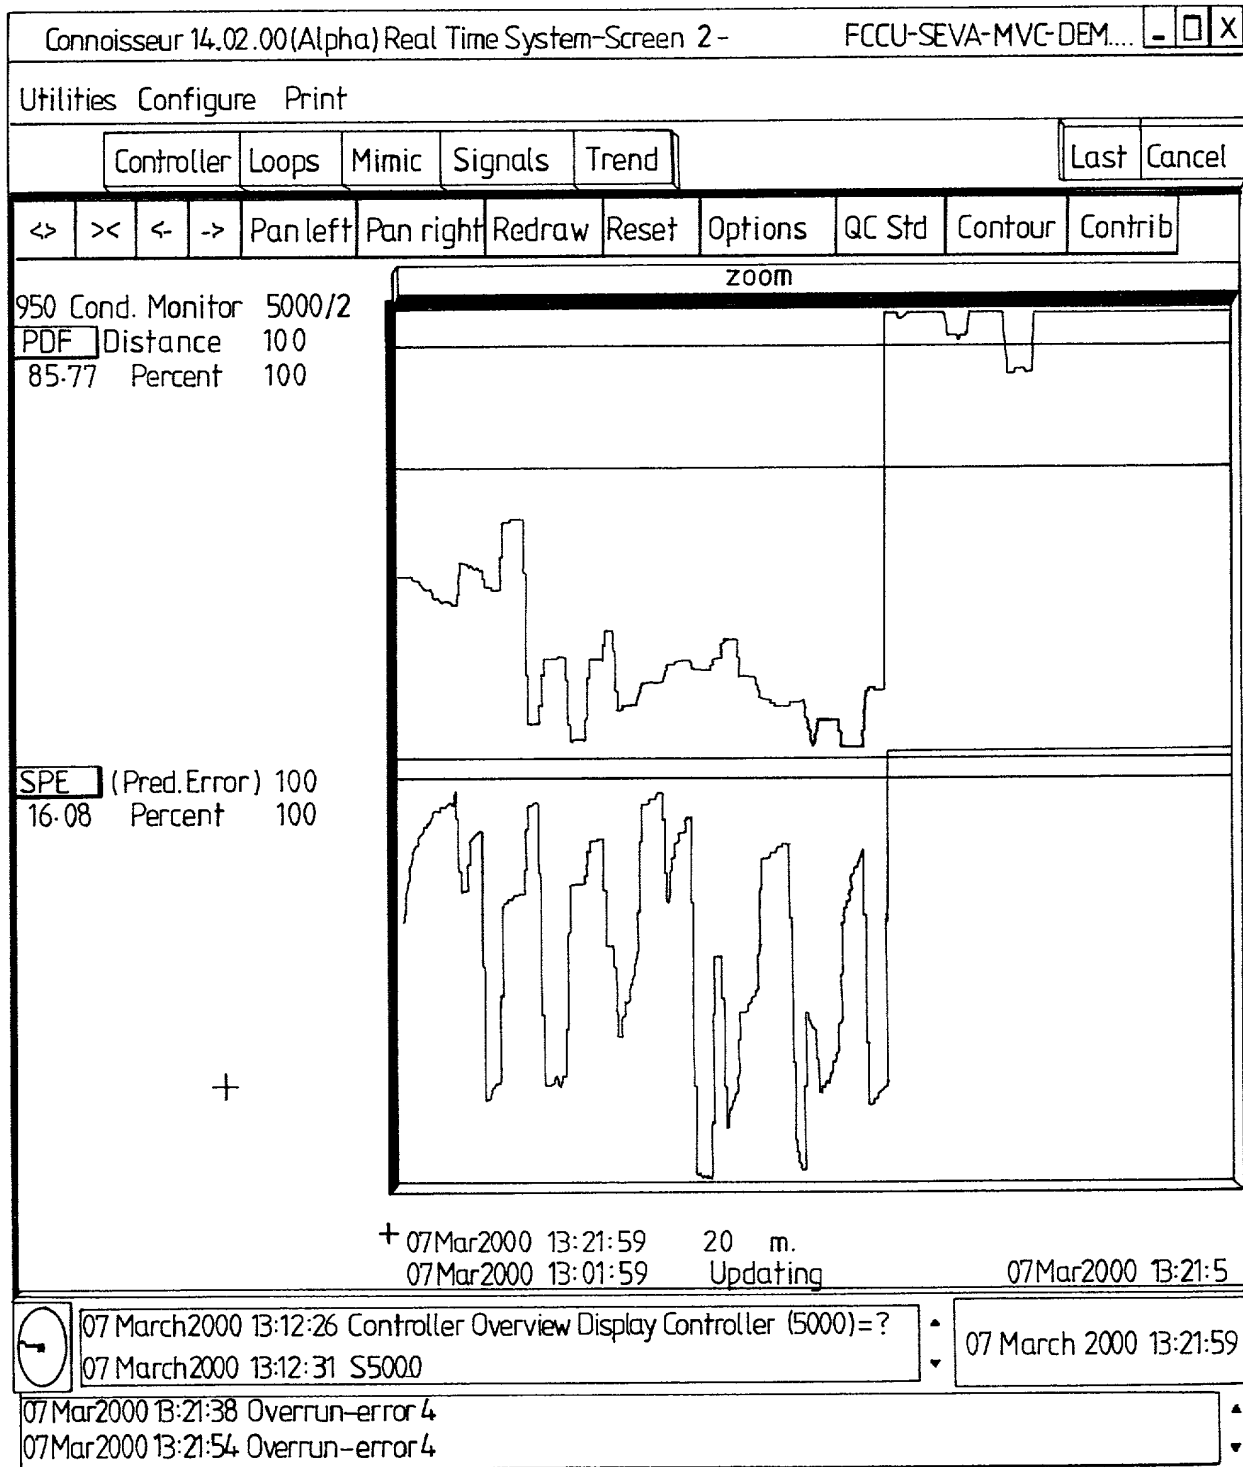 Connoisseur 14.02.00(Alpha) Real Time System-Screen 2- FCCU-SEVA-MVC-DEM.... - X
Utilities Configure Print
Controller Loops Mimic Signals Trend Last Cancel
<> >< <- -> Pan left Pan right Redraw Reset Options QC Std Contour Contrib
zoom
950 Cond. Monitor 5000/2
PDF Distance 100
85.77 Percent 100
SPE (Pred.Error) 100
16.08 Percent 100
+ 07Mar2000 13:21:59 20 m.
07Mar2000 13:01:59 Updating 07Mar2000 13:21:5
07 March2000 13:12:26 Controller Overview Display Controller (5000)=?
07 March2000 13:12:31 S5000
07 March 2000 13:21:59
07Mar2000 13:21:38 Overrun-error4
07Mar2000 13:21:54 Overrun-error4